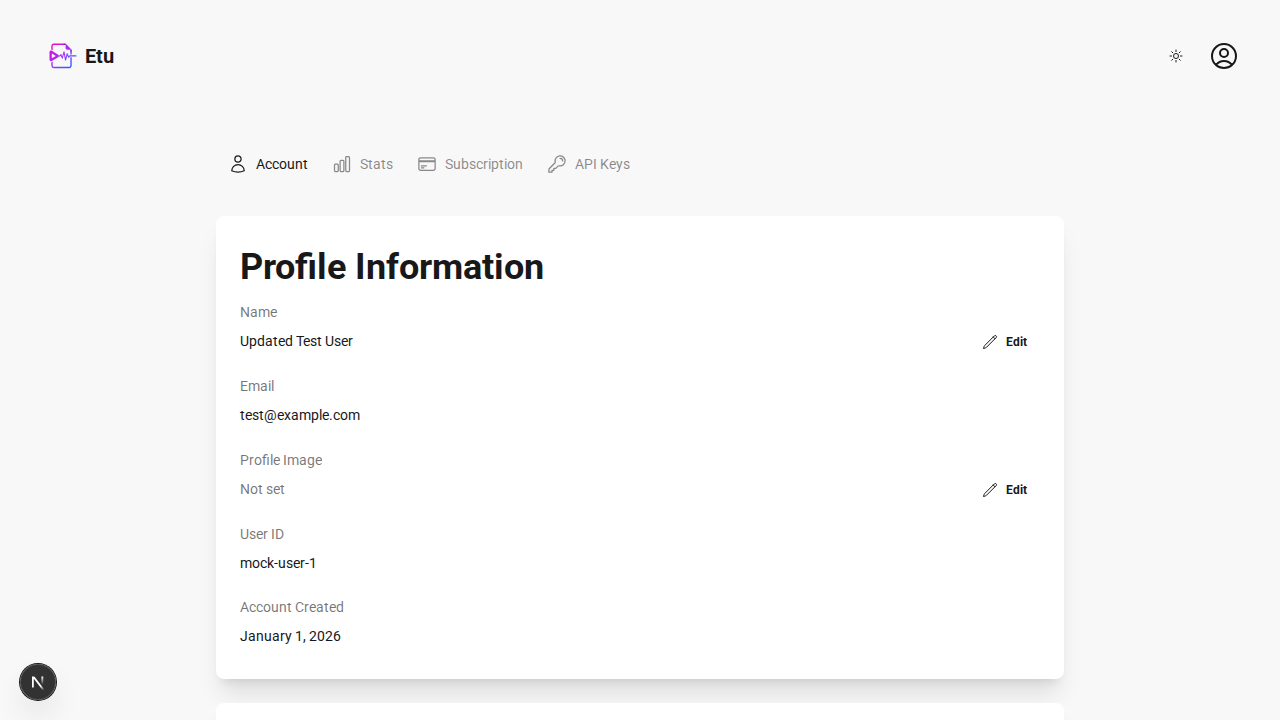 Etu
Account
Stats
Subscription
API Keys
Profile Information
Name
Updated Test User
Edit
Email
test@example.com
Profile Image
Not set
Edit
User ID
mock-user-1
Account Created
January 1, 2026
N